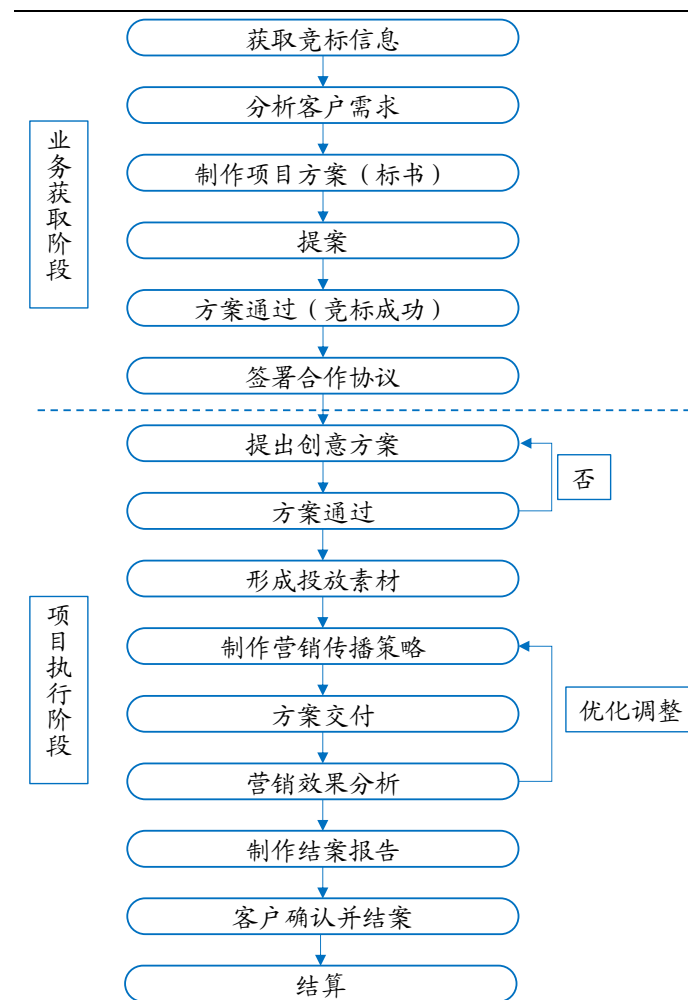 获取竞标信息
分析客户需求
业务获取阶段
制作项目方案（标书）
提案
方案通过（竞标成功）
签署合作协议
提出创意方案
否
方案通过
形成投放素材
项目执行阶段
制作营销传播策略
方案交付
优化调整
营销效果分析
制作结案报告
客户确认并结案
结算